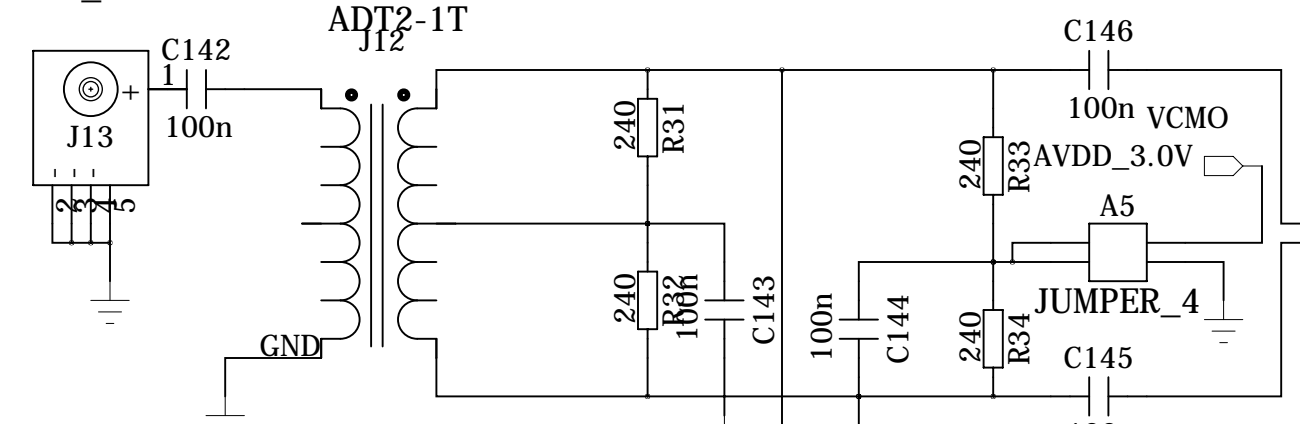 ADT2-1T
J12
C142
1
+
J13
100n
2
3
4
5
GND
240
R31
240
R32
100n
C143
100n
C144
240
R33
240
R34
C146
100n
VCMO
AVDD_3.0V
A5
JUMPER_4
C145